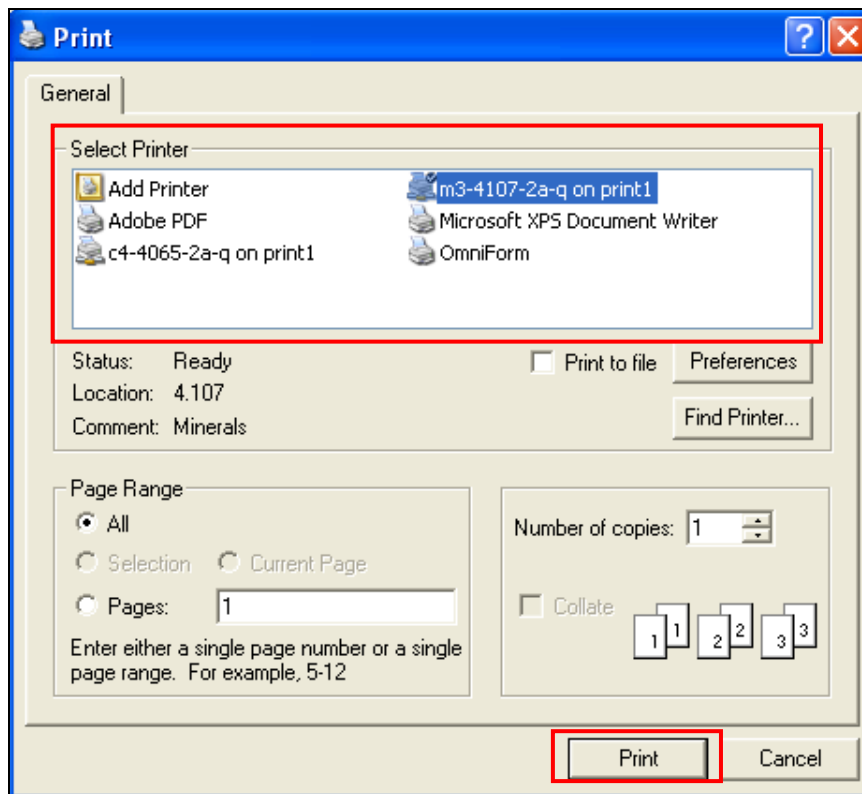 Print
General
Select Printer
Add Printer
m3-4107-2a-q on print1
Adobe PDF
Microsoft XPS Document Writer
c4-4065-2a-q on print1
OmniForm
Status: Ready
Print to file
Preferences
Location: 4.107
Comment: Minerals
Find Printer...
Page Range
All
Selection
Current Page
Pages: 1
Enter either a single page number or a single
page range. For example, 5-12
Number of copies: 1
Collate
1 1 2 2 3 3
Print
Cancel